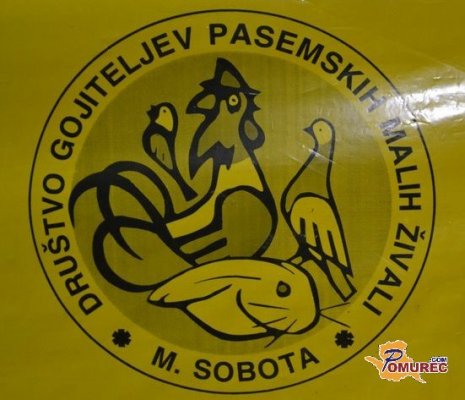 DRUŠTVO GOJITELJEV PASEMSKIH MALIH ŽIVALI
* M. SOBOTA *
POMUREC.COM